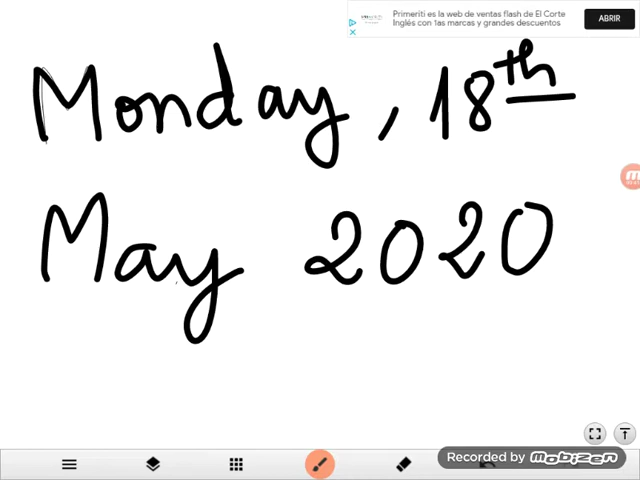 Primeriti es la web de ventas flash de El Corte
Inglés con las marcas y grandes descuentos
ABRIR
Monday, 18th
May 2020
Recorded by mobizen